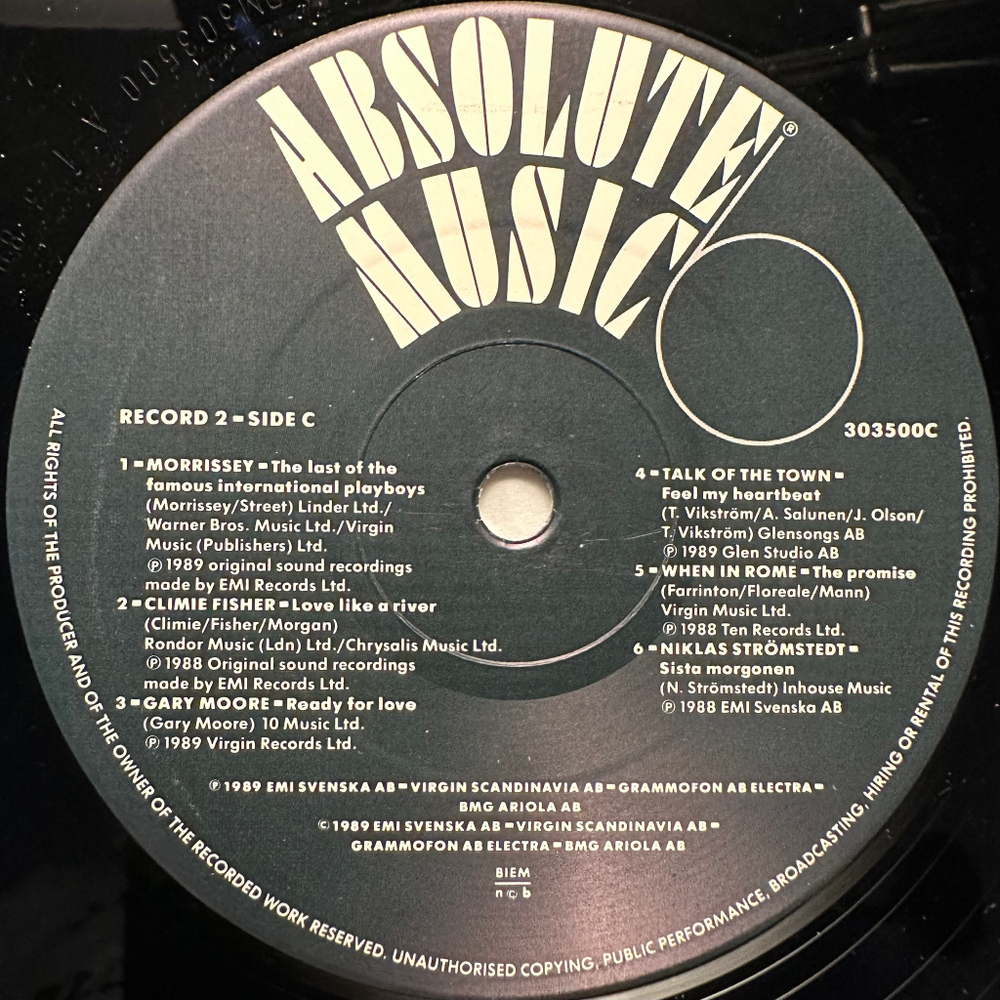 ABSOLUTE
MUSIC
®
RECORD 2 - SIDE C
303500C
1 - MORRISSEY - The last of the
famous international playboys
(Morrissey/Street) Linder Ltd./
Warner Bros. Music Ltd./Virgin
Music (Publishers) Ltd.
℗ 1989 original sound recordings
made by EMI Records Ltd.
2 - CLIMIE FISHER - Love like a river
(Climie/Fisher/Morgan)
Rondor Music (Ldn) Ltd./Chrysalis Music Ltd.
℗ 1988 Original sound recordings
made by EMI Records Ltd.
3 - GARY MOORE - Ready for love
(Gary Moore) 10 Music Ltd.
℗ 1989 Virgin Records Ltd.
4 - TALK OF THE TOWN -
Feel my heartbeat
(T. Vikström/A. Salunen/J. Olson/
T. Vikström) Glensongs AB
℗ 1989 Glen Studio AB
5 - WHEN IN ROME - The promise
(Farrinton/Floreale/Mann)
Virgin Music Ltd.
℗ 1988 Ten Records Ltd.
6 - NIKLAS STRÖMSTEDT -
Sista morgonen
(N. Strömstedt) Inhouse Music
℗ 1988 EMI Svenska AB
℗ 1989 EMI SVENSKA AB - VIRGIN SCANDINAVIA AB - GRAMMOFON AB ELECTRA -
BMG ARIOLA AB
© 1989 EMI SVENSKA AB - VIRGIN SCANDINAVIA AB -
GRAMMOFON AB ELECTRA - BMG ARIOLA AB
BIEM
n©b
ALL RIGHTS OF THE PRODUCER AND OF THE OWNER OF THE RECORDED WORK RESERVED. UNAUTHORISED COPYING, PUBLIC PERFORMANCE, BROADCASTING, HIRING OR RENTAL OF THIS RECORDING PROHIBITED.